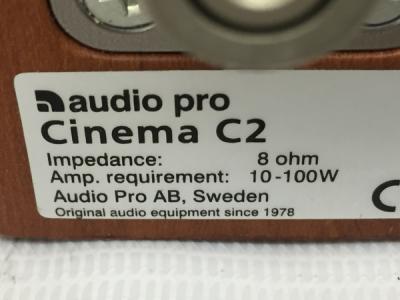 audio pro
Cinema C2
Impedance: 8 ohm
Amp. requirement: 10-100W
Audio Pro AB, Sweden
Original audio equipment since 1978